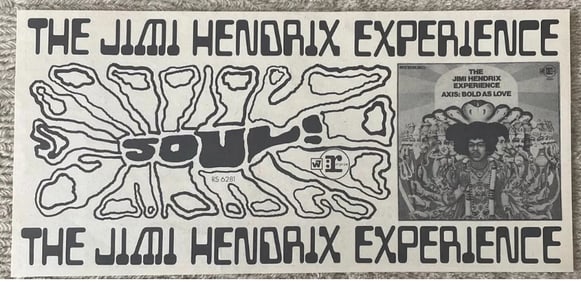 THE JIMI HENDRIX EXPERIENCE
SOUL!
RS 6281
W
THE
JIMI HENDRIX
EXPERIENCE
AXIS: BOLD AS LOVE
THE JIMI HENDRIX EXPERIENCE